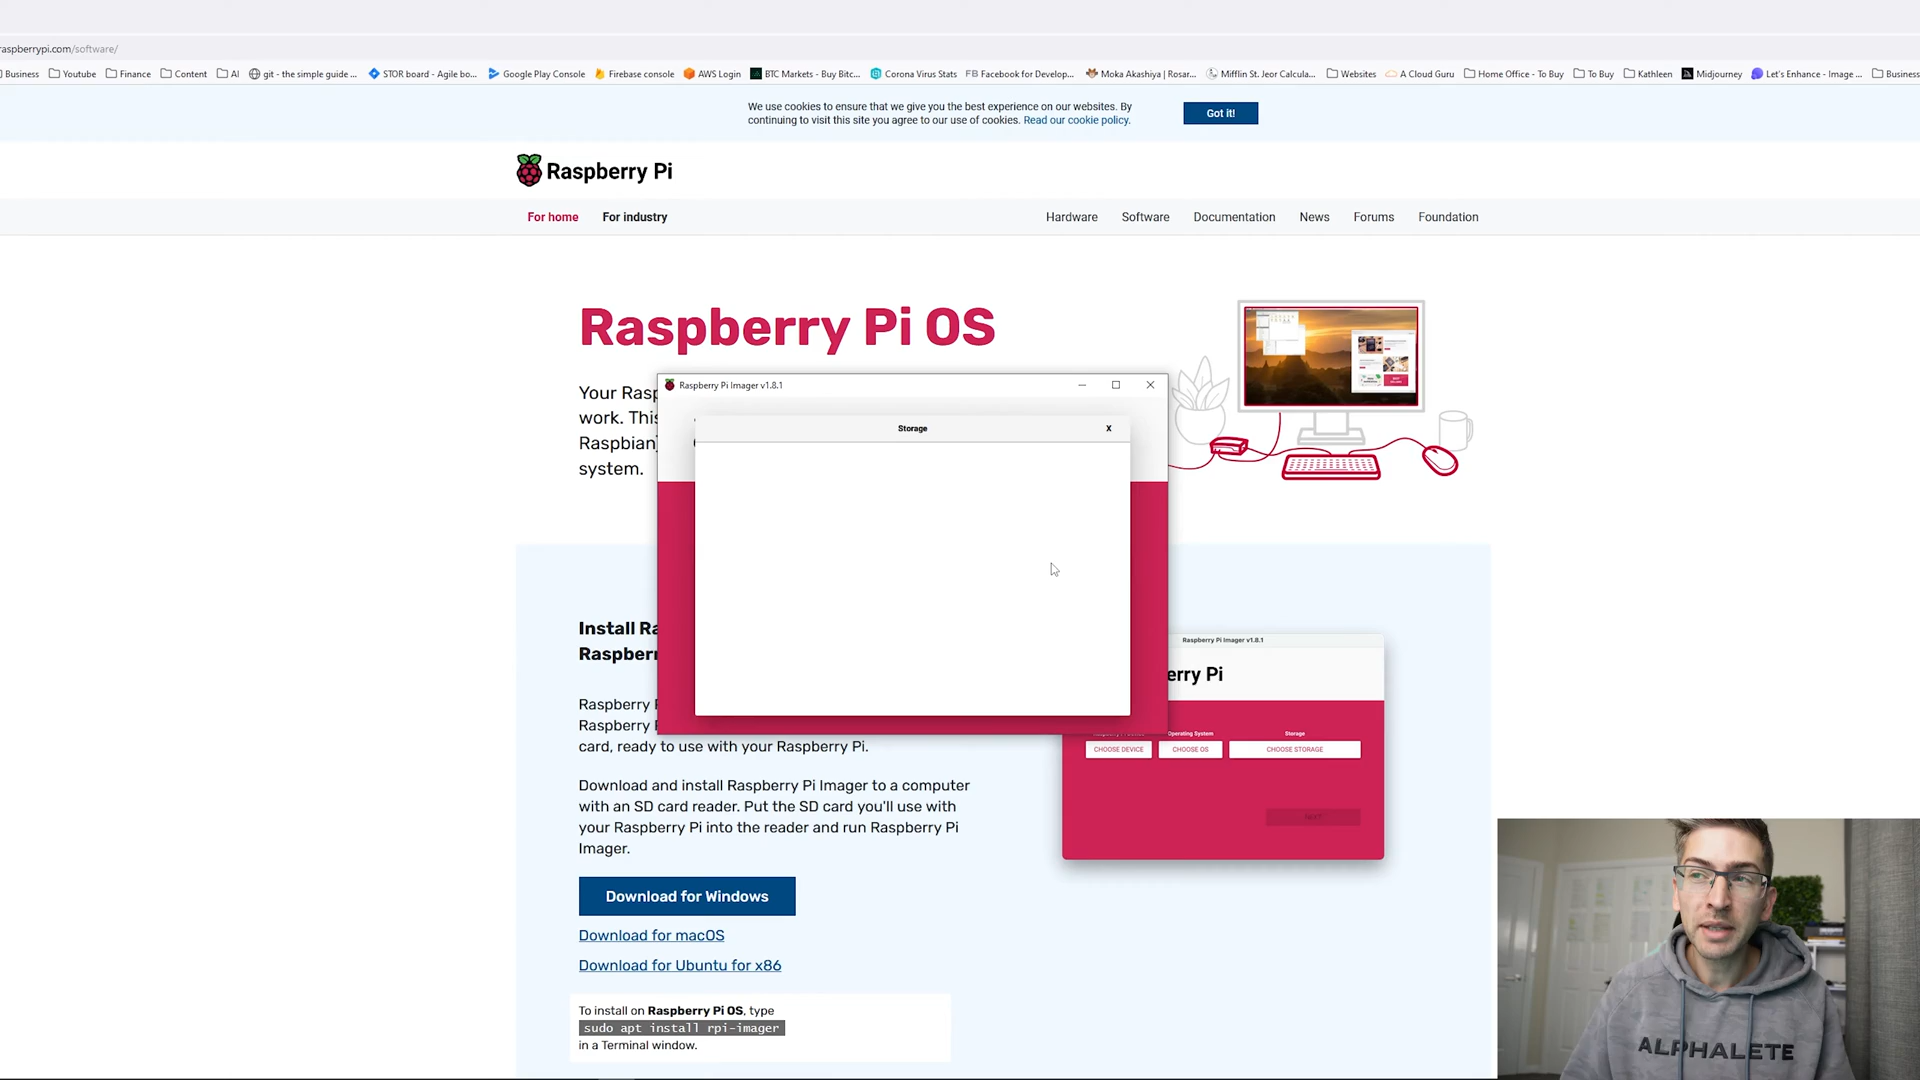 raspberrypi.com/software/
Business Youtube Finance Content AI git - the simple guide ... STOR board - Agile bo... Google Play Console Firebase console AWS Login BTC Markets - Buy Bitc... Corona Virus Stats FB Facebook for Develop... Moka Akashiya | Rosar... Mifflin St. Jeor Calcula... Websites A Cloud Guru Home Office - To Buy To Buy Kathleen Midjourney Let's Enhance - Image ... Business
We use cookies to ensure that we give you the best experience on our websites. By
continuing to visit this site you agree to our use of cookies. Read our cookie policy.
Got it!
Raspberry Pi
For home For industry Hardware Software Documentation News Forums Foundation
Raspberry Pi OS
Your Rasp
work. This
Raspbian)
system.
Raspberry Pi Imager v1.8.1
Storage X
Install Ra
Raspberr
Raspberry P
Raspberry P
card, ready to use with your Raspberry Pi.
Download and install Raspberry Pi Imager to a computer
with an SD card reader. Put the SD card you'll use with
your Raspberry Pi into the reader and run Raspberry Pi
Imager.
Download for Windows
Download for macOS
Download for Ubuntu for x86
To install on Raspberry Pi OS, type
sudo apt install rpi-imager
in a Terminal window.
Raspberry Pi Imager v1.8.1
erry Pi
Operating System Storage
CHOOSE DEVICE CHOOSE OS CHOOSE STORAGE
ALPHALETE